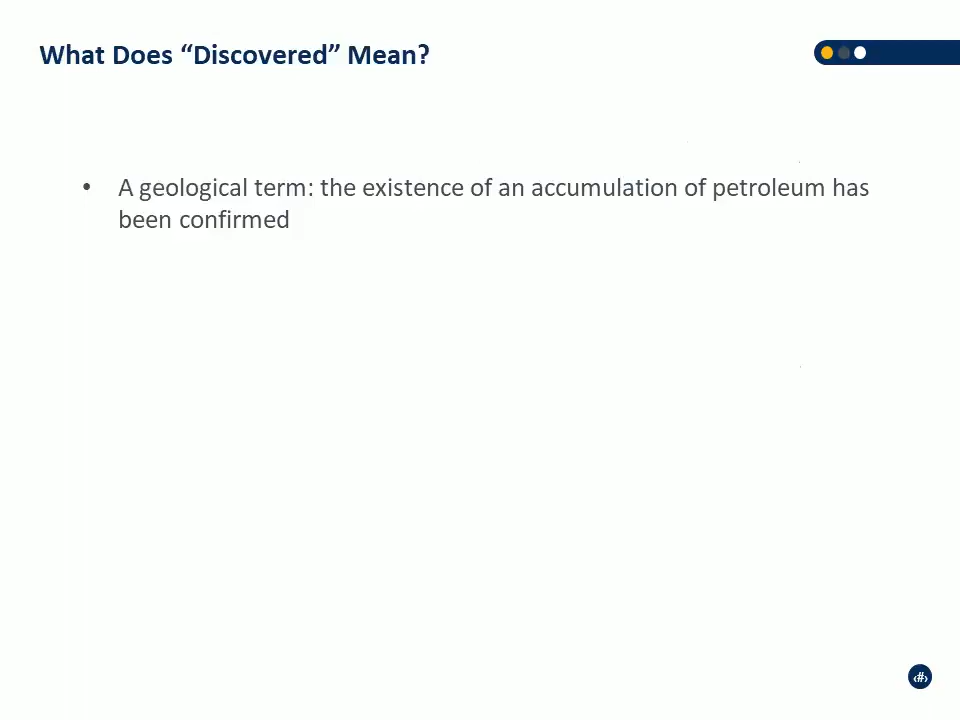 What Does “Discovered” Mean?
• A geological term: the existence of an accumulation of petroleum has
been confirmed
‹#›